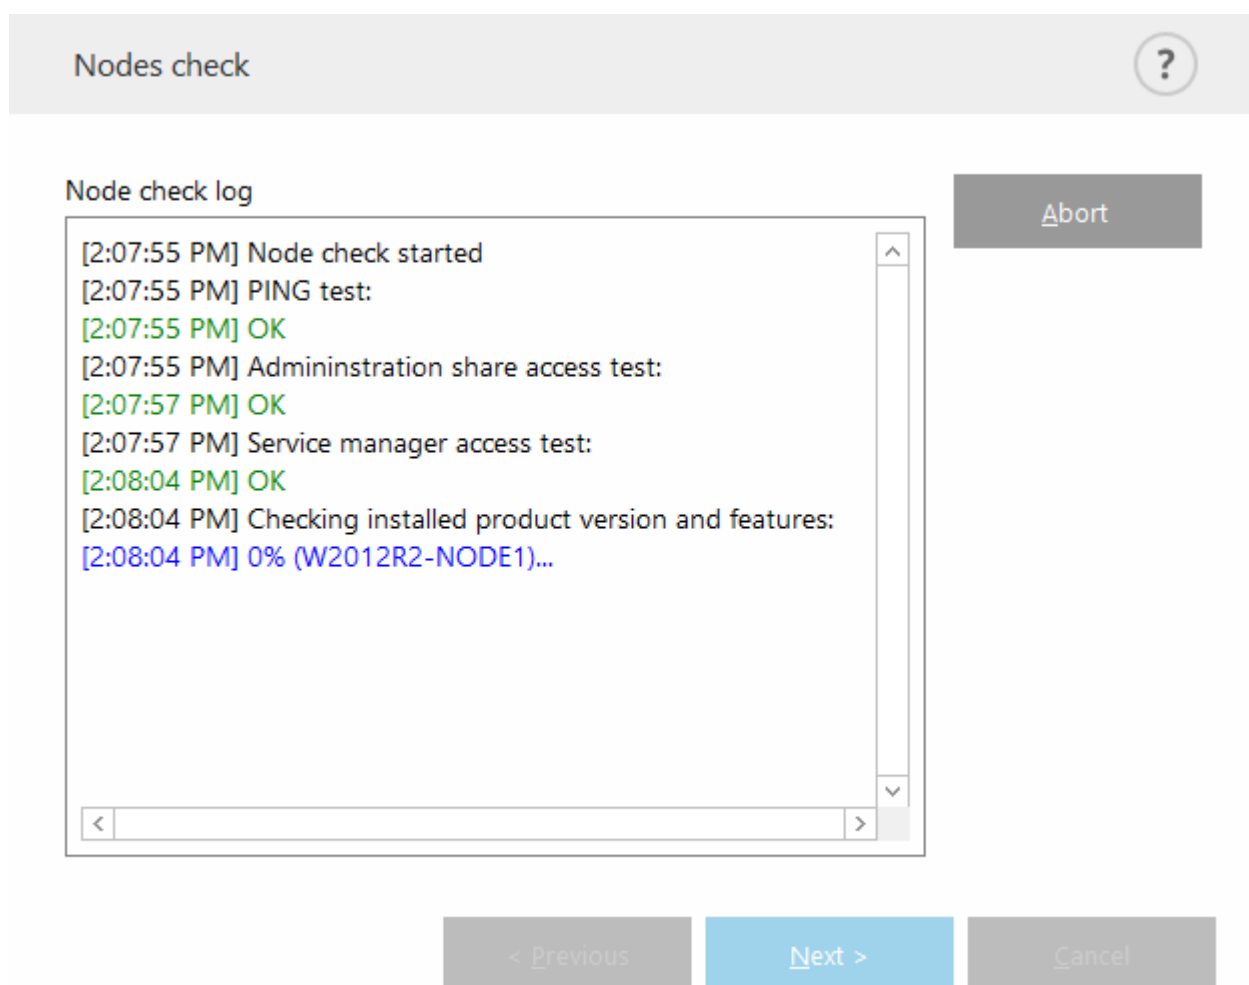 Nodes check
?
Node check log
Abort
[2:07:55 PM] Node check started
[2:07:55 PM] PING test:
[2:07:55 PM] OK
[2:07:55 PM] Admininstration share access test:
[2:07:57 PM] OK
[2:07:57 PM] Service manager access test:
[2:08:04 PM] OK
[2:08:04 PM] Checking installed product version and features:
[2:08:04 PM] 0% (W2012R2-NODE1)...
< Previous
Next >
Cancel